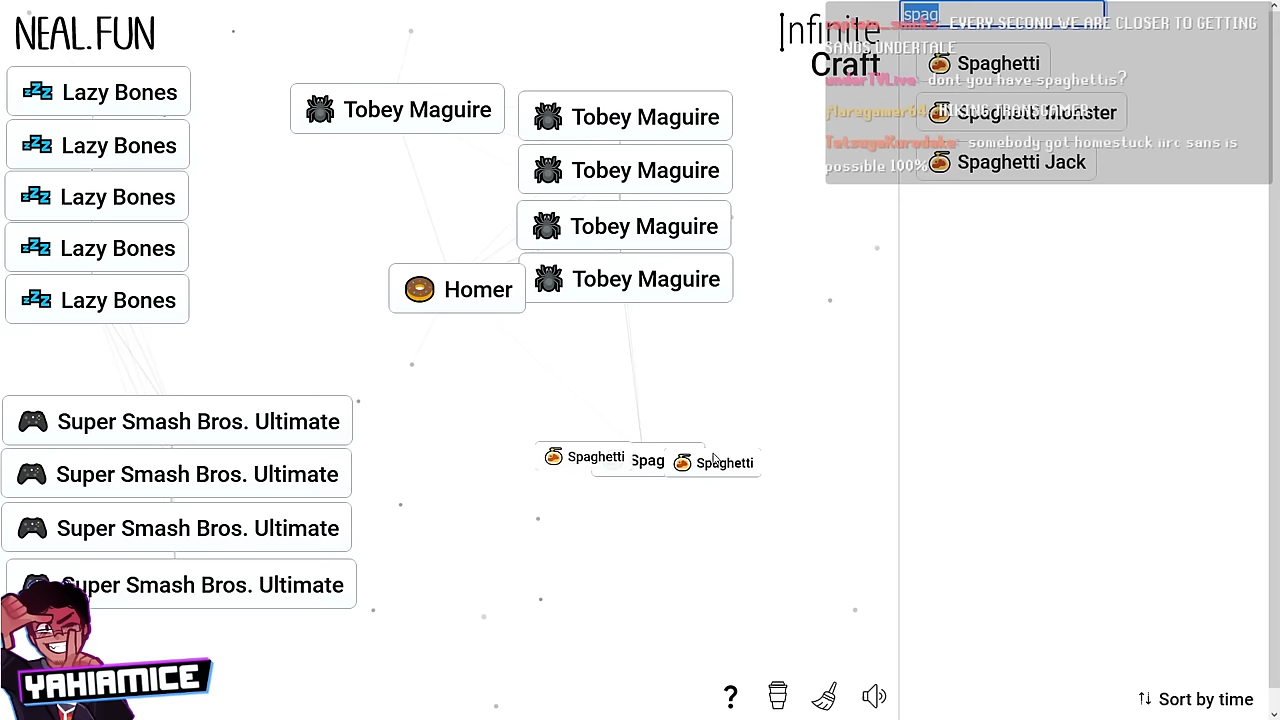 NEAL.FUN
Infinite
Craft
Lazy Bones
Lazy Bones
Lazy Bones
Lazy Bones
Lazy Bones
Tobey Maguire
Tobey Maguire
Tobey Maguire
Tobey Maguire
Tobey Maguire
Homer
Super Smash Bros. Ultimate
Super Smash Bros. Ultimate
Super Smash Bros. Ultimate
Super Smash Bros. Ultimate
Spaghetti
Spag
Spaghetti
spag
EVERY SECOND WE ARE CLOSER TO GETTING
SANDS UNDERTALE
Spaghetti
dont you have spaghettis?
Spaghetti Monster
TatsuyaKurodake: somebody got homestuck iirc sans is
possible 100%
Spaghetti Jack
YAHIAMICE
?
Sort by time